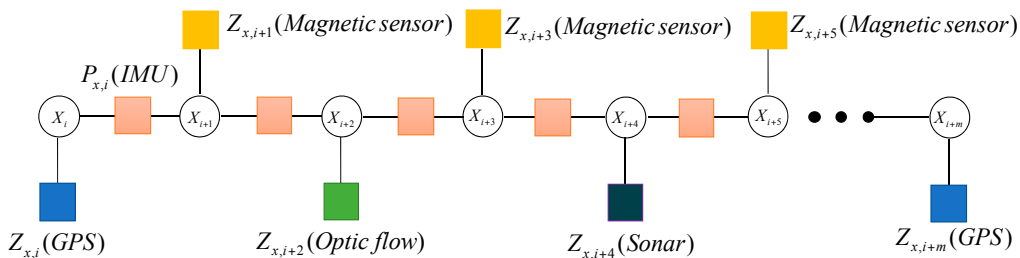 Z_{x,i+1}(Magnetic sensor)
Z_{x,i+3}(Magnetic sensor)
Z_{x,i+5}(Magnetic sensor)
P_{x,i}(IMU)
X_i
X_{i+1}
X_{i+2}
X_{i+3}
X_{i+4}
X_{i+5}
X_{i+m}
Z_{x,i}(GPS)
Z_{x,i+2}(Optic flow)
Z_{x,i+4}(Sonar)
Z_{x,i+m}(GPS)